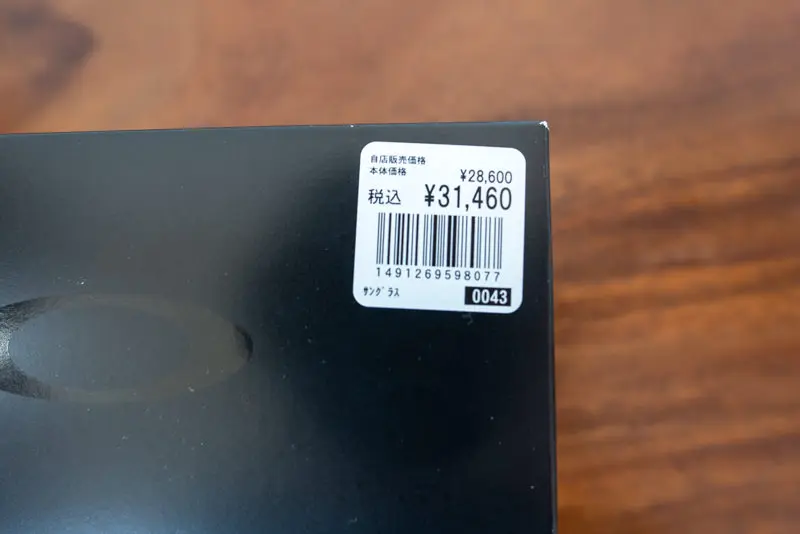 自店販売価格
本体価格 ¥28,600
税込 ¥31,460
1491269598077
ｻﾝｸﾞﾗｽ 0043